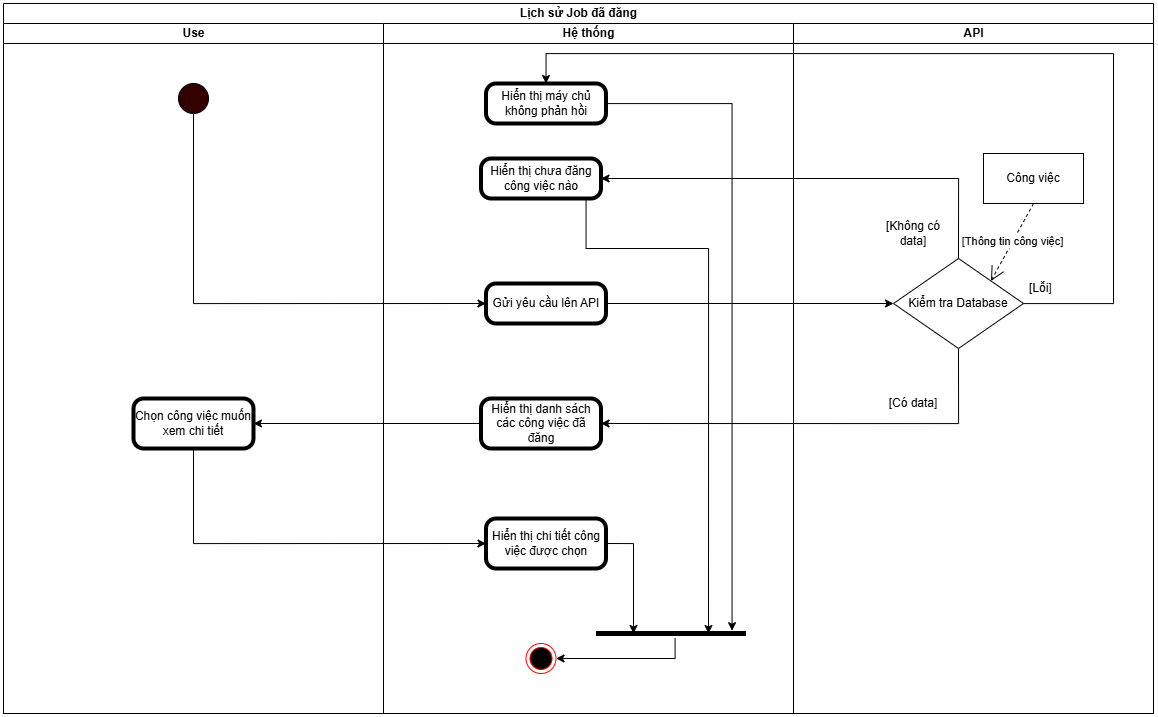 Lịch sử Job đã đăng
Use
Hệ thống
API
Hiển thị máy chủ
không phản hồi
Hiển thị chưa đăng
công việc nào
Công việc
[Không có
data]
[Thông tin công việc]
[Lỗi]
Gửi yêu cầu lên API
Kiểm tra Database
Chọn công việc muốn
xem chi tiết
Hiển thị danh sách
các công việc đã
đăng
[Có data]
Hiển thị chi tiết công
việc được chọn